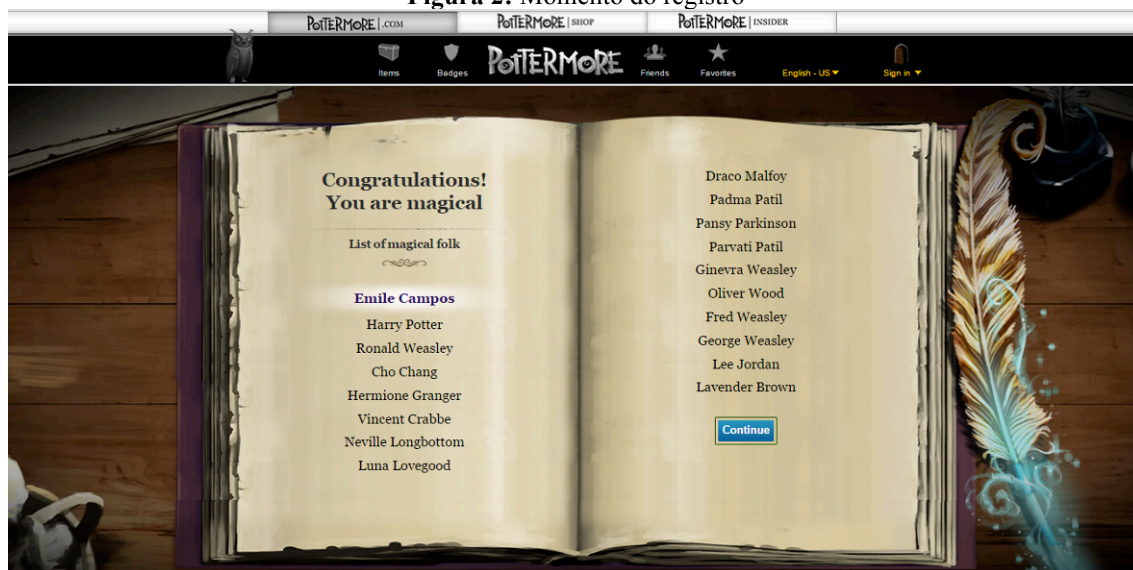 Figura 2: Momento do registro
POTTERMORE | .COM
POTTERMORE | SHOP
POTTERMORE | INSIDER
Items
Badges
POTTERMORE
Friends
Favorites
English - US
Sign in
Congratulations!
You are magical
List of magical folk
Emile Campos
Harry Potter
Ronald Weasley
Cho Chang
Hermione Granger
Vincent Crabbe
Neville Longbottom
Luna Lovegood
Draco Malfoy
Padma Patil
Pansy Parkinson
Parvati Patil
Ginevra Weasley
Oliver Wood
Fred Weasley
George Weasley
Lee Jordan
Lavender Brown
Continue